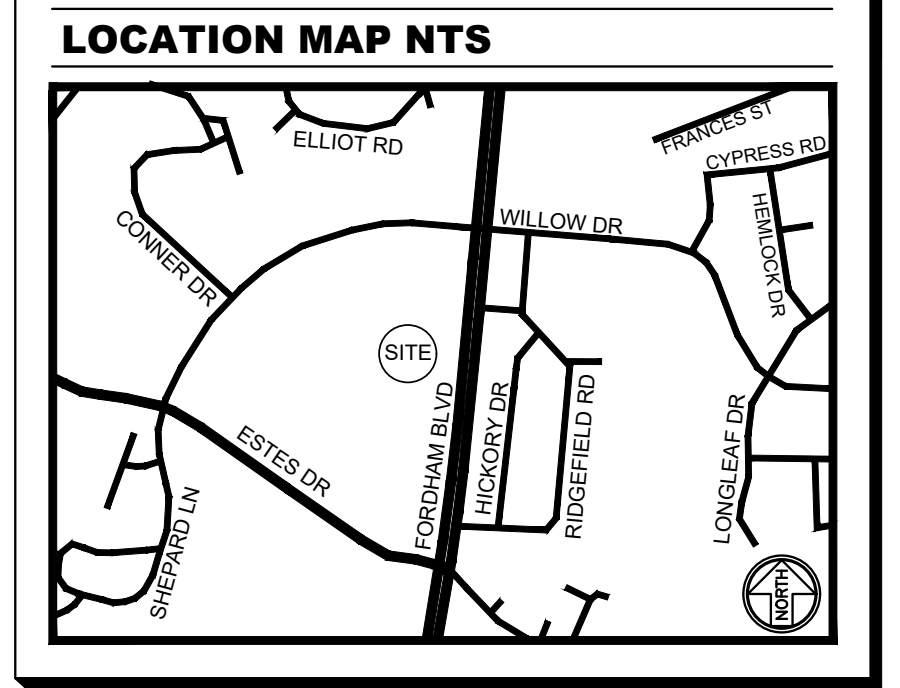 LOCATION MAP NTS
ELLIOT RD
FRANCES ST
CYPRESS RD
WILLOW DR
HEMLOCK DR
CONNER DR
SITE
FORDHAM BLVD
HICKORY DR
RIDGEFIELD RD
LONGLEAF DR
ESTES DR
SHEPARD LN
NORTH